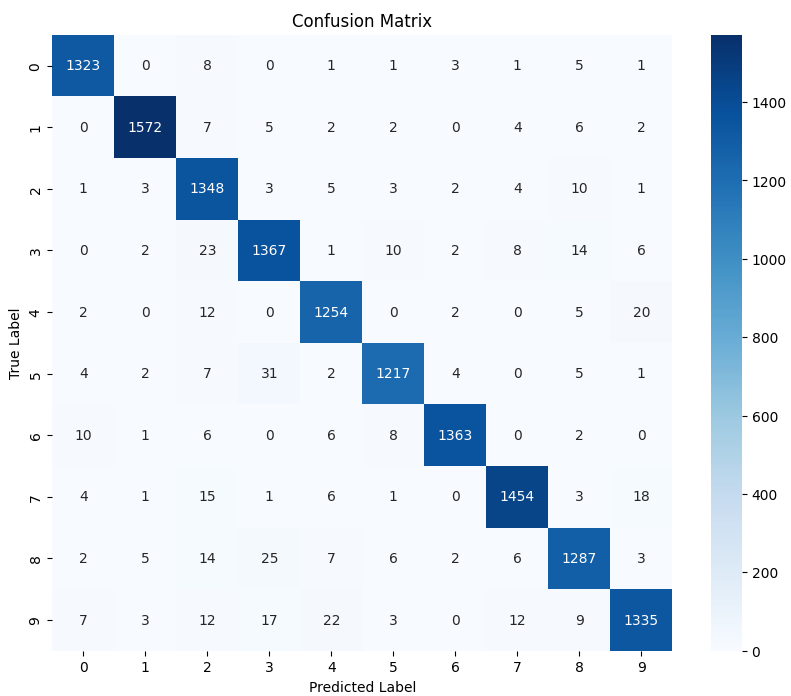 Confusion Matrix
0 1323 0 8 0 1 1 3 1 5 1
1 0 1572 7 5 2 2 0 4 6 2
2 1 3 1348 3 5 3 2 4 10 1
3 0 2 23 1367 1 10 2 8 14 6
4 2 0 12 0 1254 0 2 0 5 20
5 4 2 7 31 2 1217 4 0 5 1
6 10 1 6 0 6 8 1363 0 2 0
7 4 1 15 1 6 1 0 1454 3 18
8 2 5 14 25 7 6 2 6 1287 3
9 7 3 12 17 22 3 0 12 9 1335
0 1 2 3 4 5 6 7 8 9
Predicted Label
True Label
1400
1200
1000
800
600
400
200
0